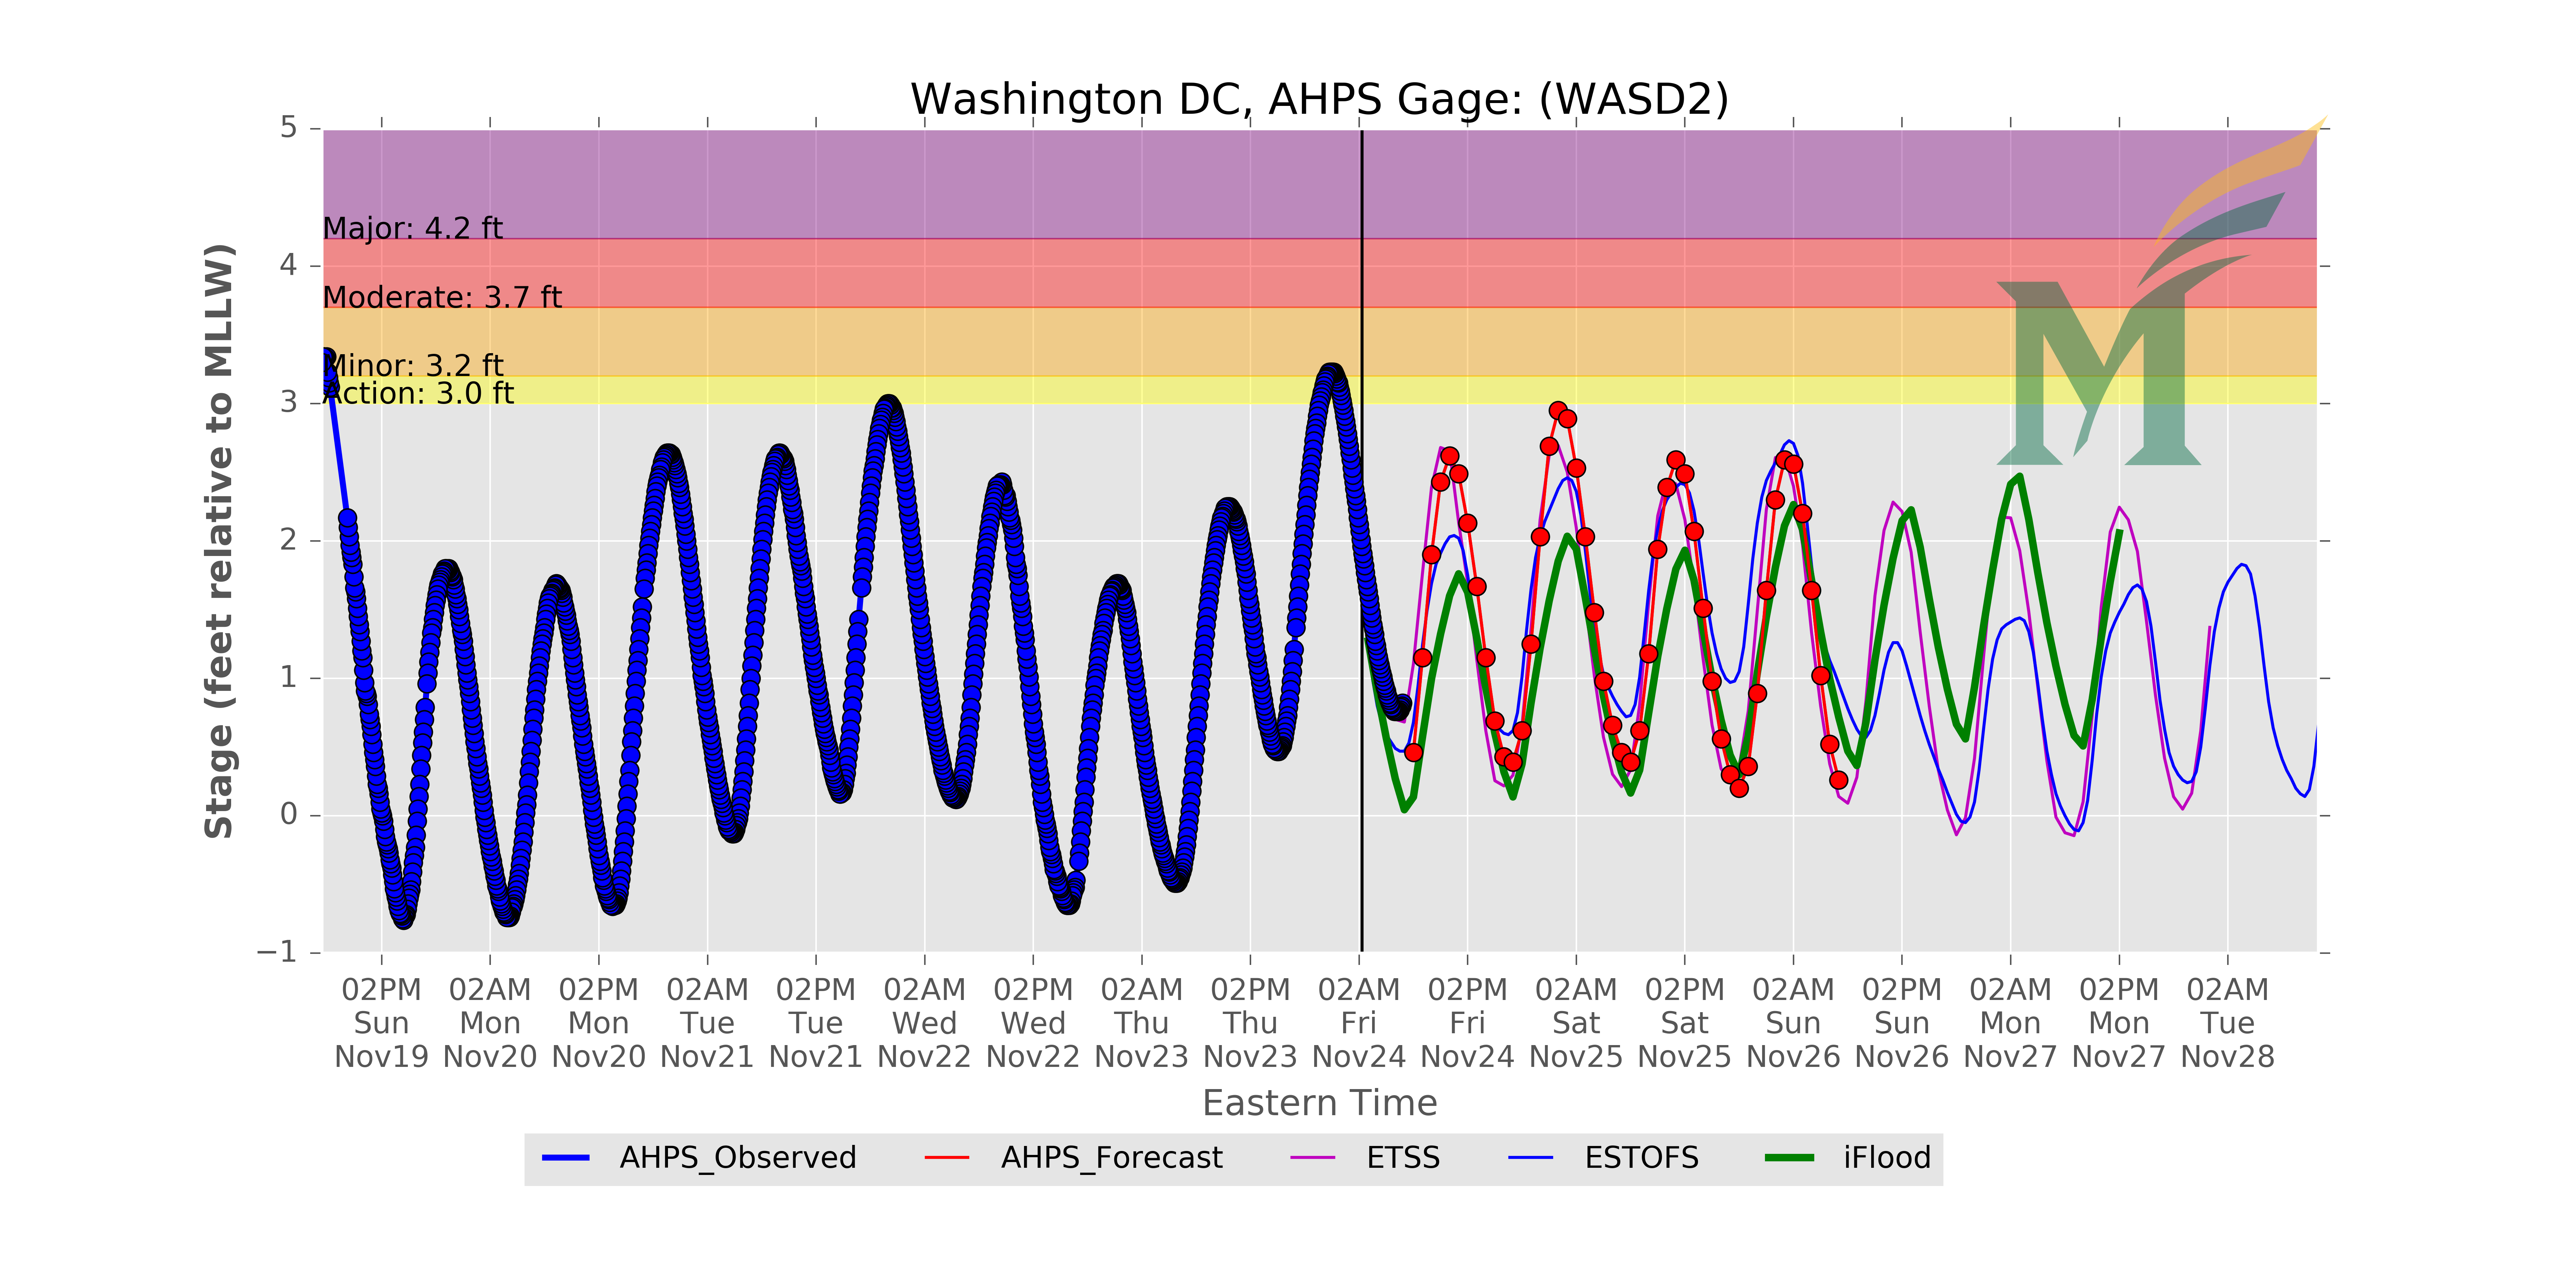 Washington DC, AHPS Gage: (WASD2)
5
4
3
2
1
0
−1
Stage (feet relative to MLLW)
Major: 4.2 ft
Moderate: 3.7 ft
Minor: 3.2 ft
Action: 3.0 ft
02PM 02AM 02PM 02AM 02PM 02AM 02PM 02AM 02PM 02AM 02PM 02AM 02PM 02AM 02PM 02AM 02PM 02AM
Sun Mon Mon Tue Tue Wed Wed Thu Thu Fri Fri Sat Sat Sun Sun Mon Mon Tue
Nov19 Nov20 Nov20 Nov21 Nov21 Nov22 Nov22 Nov23 Nov23 Nov24 Nov24 Nov25 Nov25 Nov26 Nov26 Nov27 Nov27 Nov28
Eastern Time
AHPS_Observed AHPS_Forecast ETSS ESTOFS iFlood
M